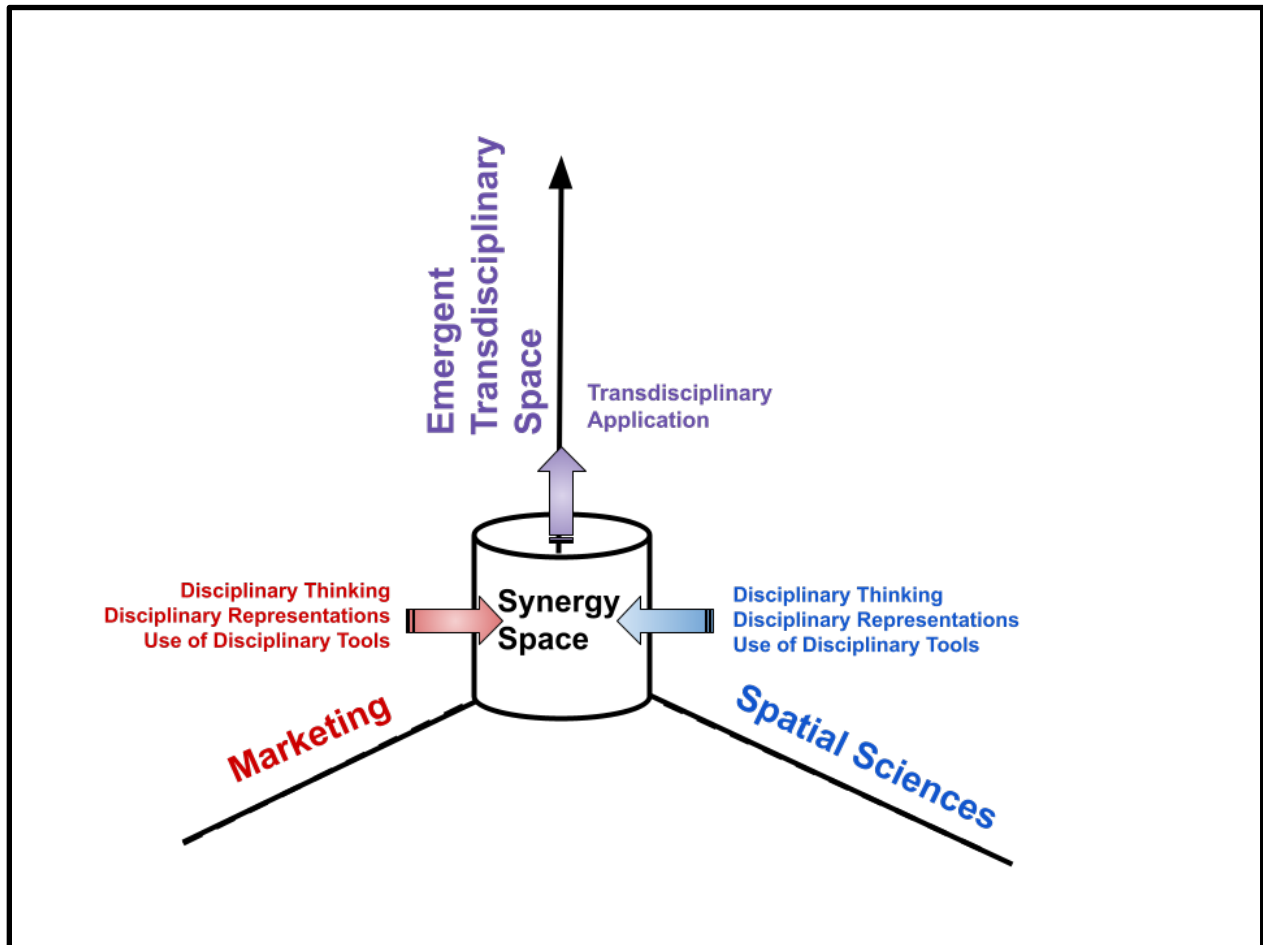 Emergent
Transdisciplinary
Space
Transdisciplinary
Application
Disciplinary Thinking
Disciplinary Representations
Use of Disciplinary Tools
Synergy
Space
Disciplinary Thinking
Disciplinary Representations
Use of Disciplinary Tools
Marketing
Spatial Sciences